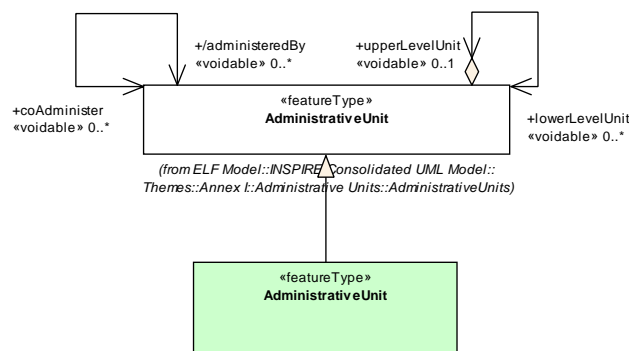 +/administeredBy
«voidable» 0..*
+upperLevelUnit
«voidable» 0..1
+coAdminister
«voidable» 0..*
«featureType»
AdministrativeUnit
+lowerLevelUnit
«voidable» 0..*
(from ELF Model::INSPIRE Consolidated UML Model::
Themes::Annex I::Administrative Units::AdministrativeUnits)
«featureType»
AdministrativeUnit